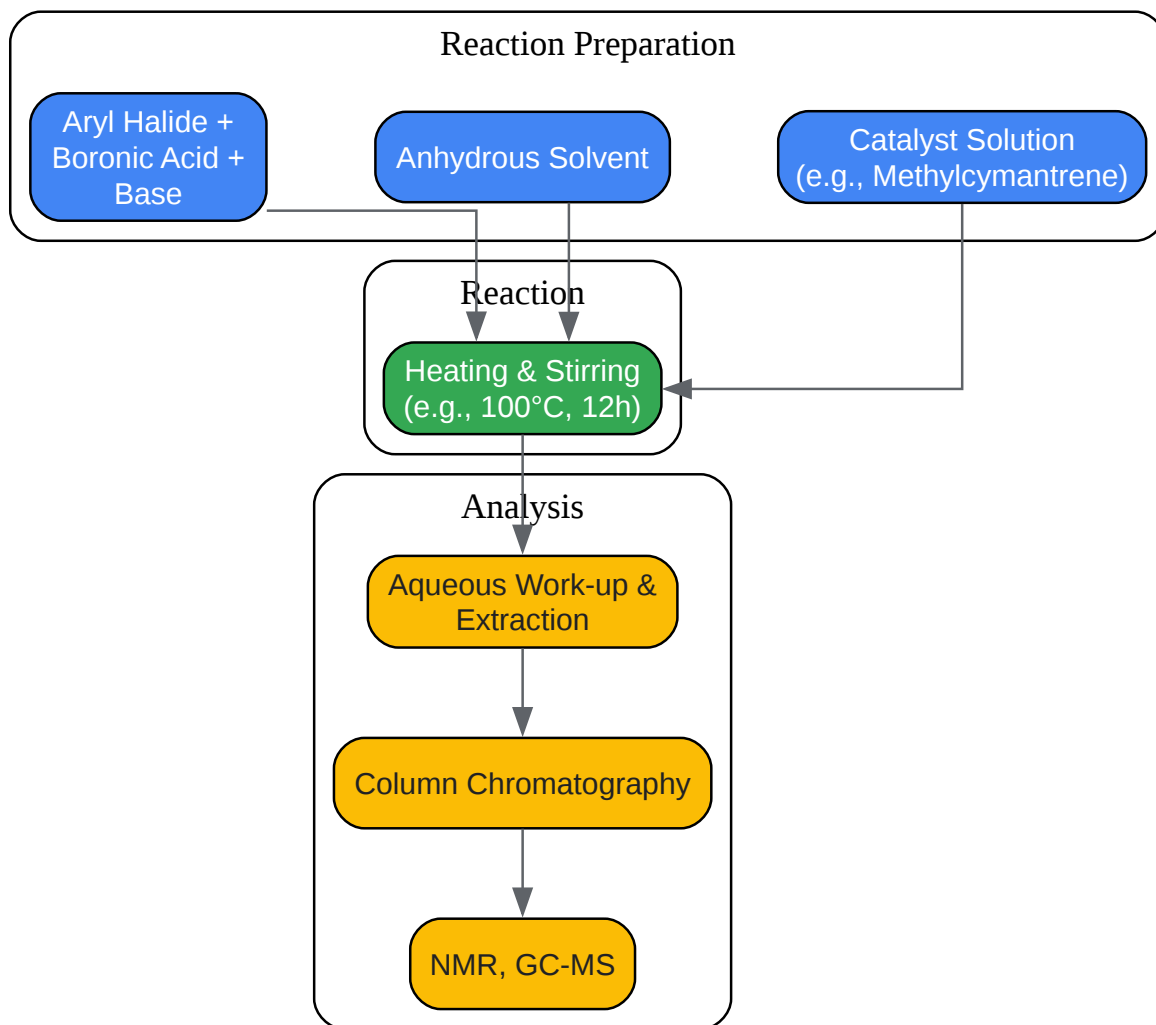 Reaction Preparation
Aryl Halide +
Boronic Acid +
Base
Anhydrous Solvent
Catalyst Solution
(e.g., Methylcymantrene)
Reaction
Heating & Stirring
(e.g., 100°C, 12h)
Analysis
Aqueous Work-up &
Extraction
Column Chromatography
NMR, GC-MS